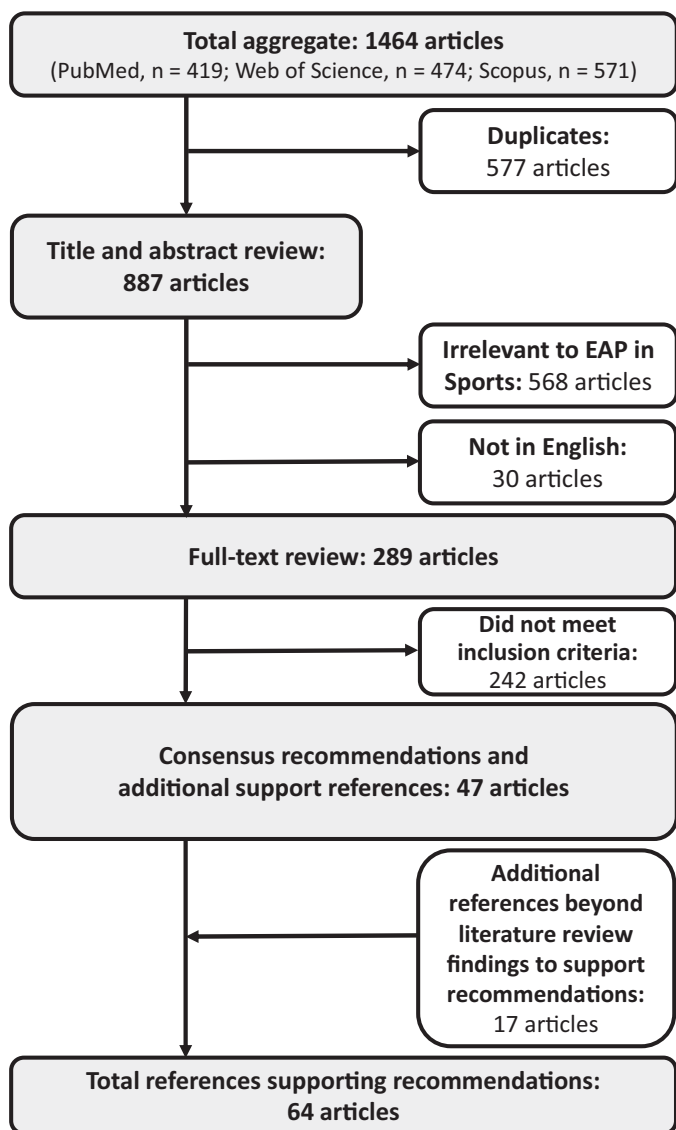 Total aggregate: 1464 articles
(PubMed, n = 419; Web of Science, n = 474; Scopus, n = 571)
Duplicates:
577 articles
Title and abstract review:
887 articles
Irrelevant to EAP in
Sports: 568 articles
Not in English:
30 articles
Full-text review: 289 articles
Did not meet
inclusion criteria:
242 articles
Consensus recommendations and
additional support references: 47 articles
Additional
references beyond
literature review
findings to support
recommendations:
17 articles
Total references supporting recommendations:
64 articles